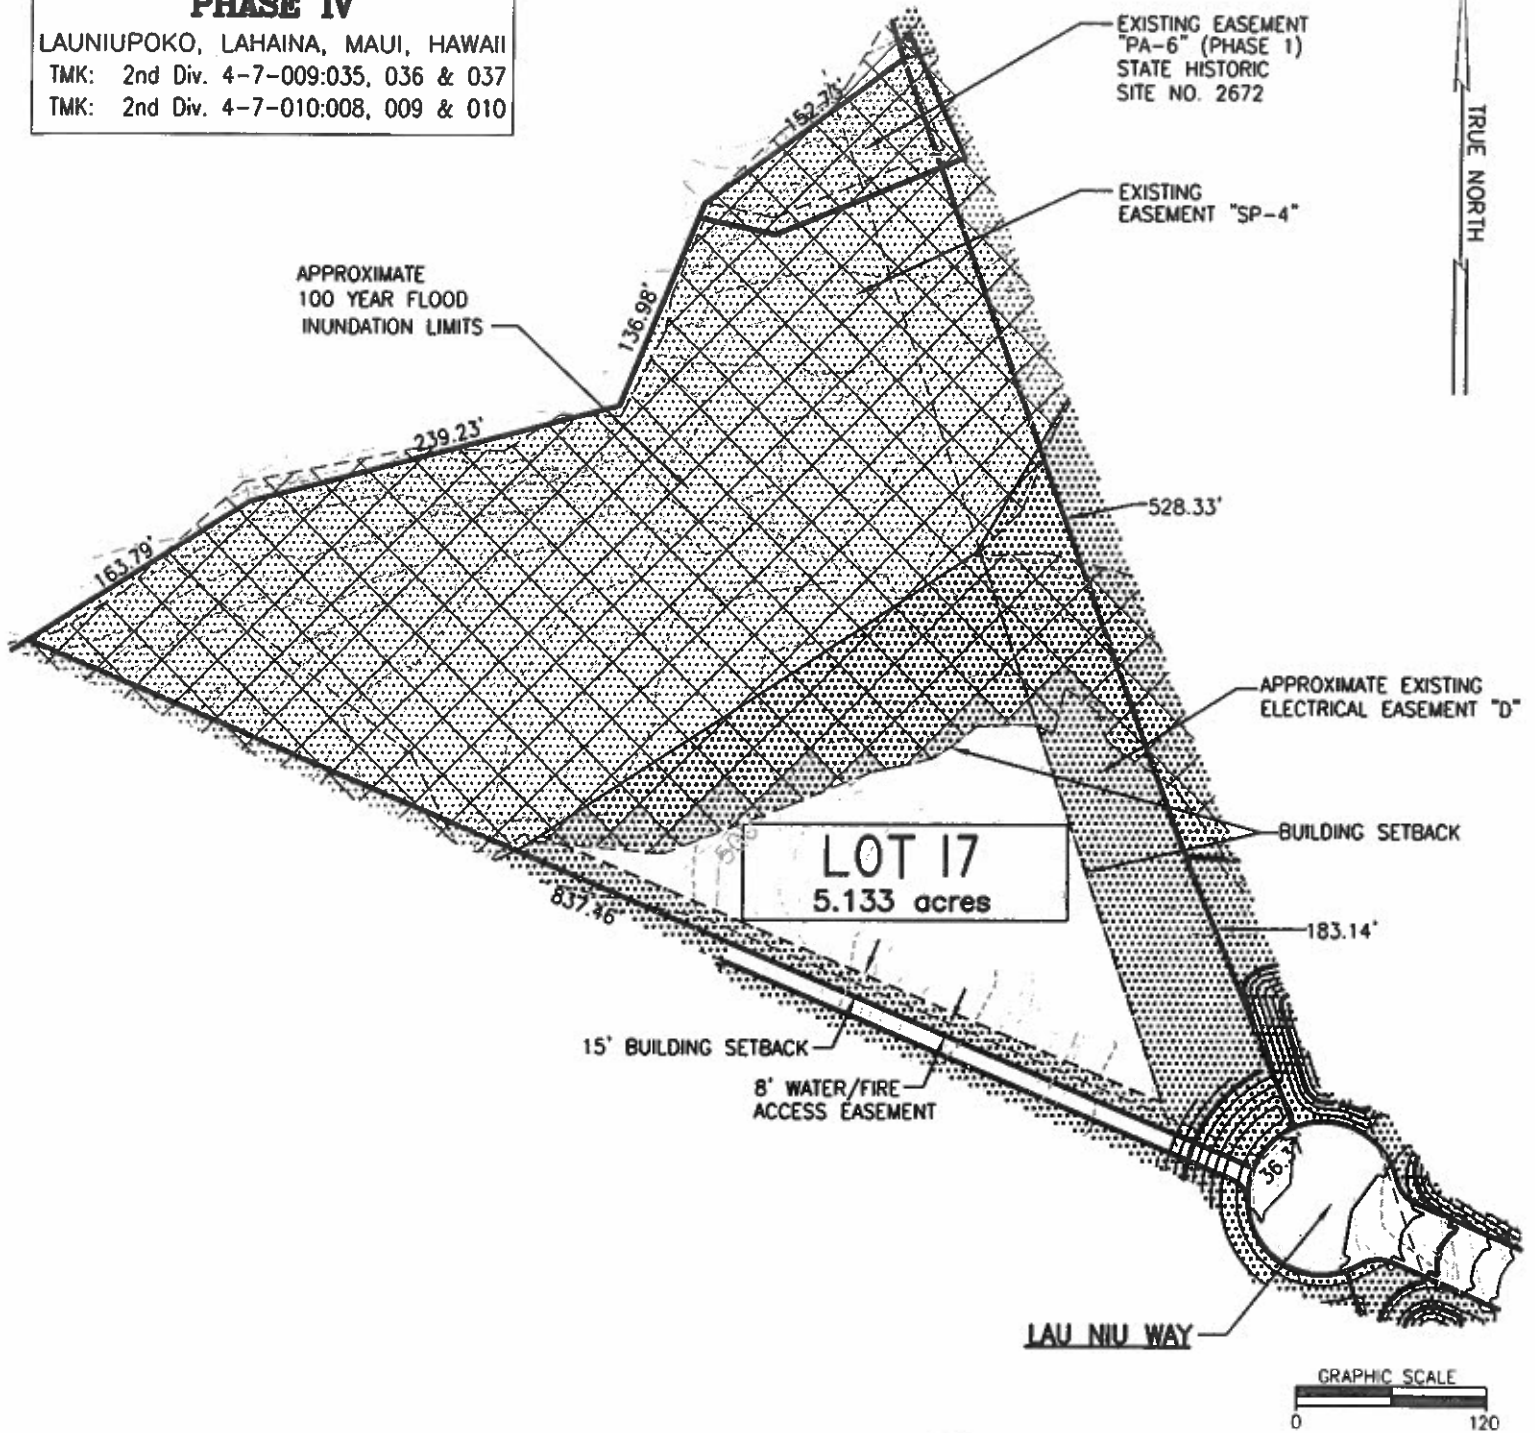 PHASE IV
LAUNIUPOKO, LAHAINA, MAUI, HAWAII
TMK: 2nd Div. 4-7-009:035, 036 & 037
TMK: 2nd Div. 4-7-010:008, 009 & 010
EXISTING EASEMENT
"PA-6" (PHASE 1)
STATE HISTORIC
SITE NO. 2672
TRUE NORTH
EXISTING
EASEMENT "SP-4"
APPROXIMATE
100 YEAR FLOOD
INUNDATION LIMITS
136.98'
239.23'
163.79'
528.33'
APPROXIMATE EXISTING
ELECTRICAL EASEMENT "D"
BUILDING SETBACK
LOT 17
5.133 acres
837.46'
183.14'
15' BUILDING SETBACK
8' WATER/FIRE
ACCESS EASEMENT
LAU NIU WAY
GRAPHIC SCALE
0 120